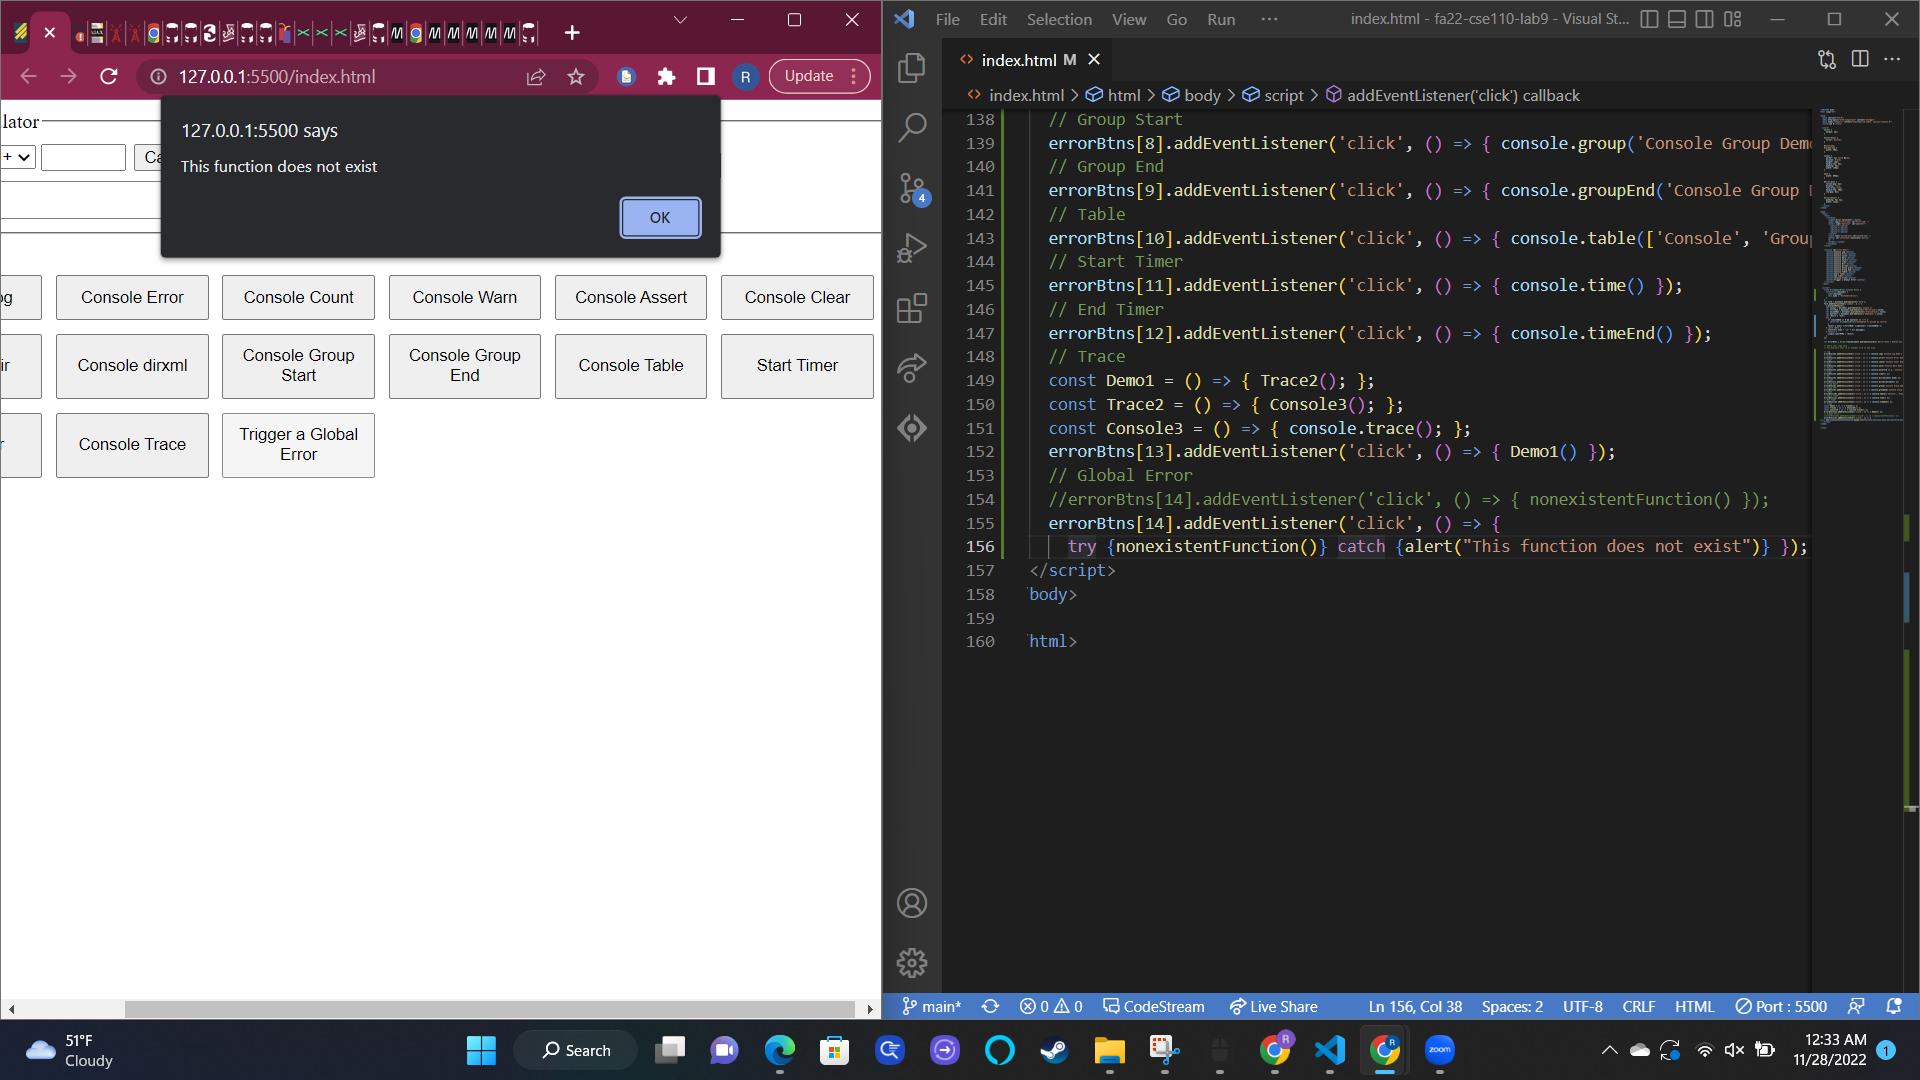 127.0.0.1:5500/index.html
R
Update
127.0.0.1:5500 says
This function does not exist
OK
lator
+
Ca
og
Console Error
Console Count
Console Warn
Console Assert
Console Clear
ir
Console dirxml
Console Group
Start
Console Group
End
Console Table
Start Timer
r
Console Trace
Trigger a Global
Error
File Edit Selection View Go Run ···
index.html - fa22-cse110-lab9 - Visual St...
index.html M
index.html > html > body > script > addEventListener('click') callback
4
138 // Group Start
139 errorBtns[8].addEventListener('click', () => { console.group('Console Group Demo
140 // Group End
141 errorBtns[9].addEventListener('click', () => { console.groupEnd('Console Group
142 // Table
143 errorBtns[10].addEventListener('click', () => { console.table(['Console', 'Group
144 // Start Timer
145 errorBtns[11].addEventListener('click', () => { console.time() });
146 // End Timer
147 errorBtns[12].addEventListener('click', () => { console.timeEnd() });
148 // Trace
149 const Demo1 = () => { Trace2(); };
150 const Trace2 = () => { Console3(); };
151 const Console3 = () => { console.trace(); };
152 errorBtns[13].addEventListener('click', () => { Demo1() });
153 // Global Error
154 //errorBtns[14].addEventListener('click', () => { nonexistentFunction() });
155 errorBtns[14].addEventListener('click', () => {
156 try {nonexistentFunction()} catch {alert("This function does not exist")} });
157 </script>
158 body>
159
160 html>
main* 0 0 CodeStream Live Share
Ln 156, Col 38 Spaces: 2 UTF-8 CRLF HTML Port : 5500
51°F
Cloudy
Search
R
R
zoom
12:33 AM
11/28/2022
1